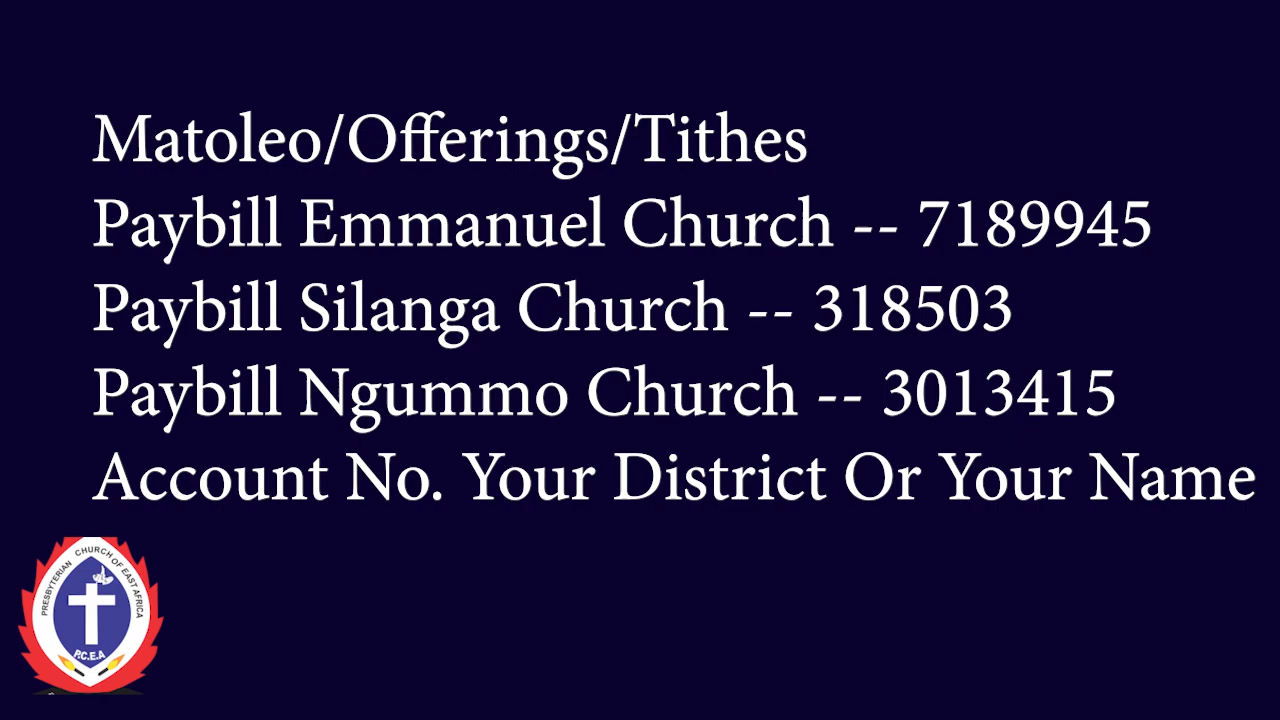 Matoleo/Offerings/Tithes
Paybill Emmanuel Church -- 7189945
Paybill Silanga Church -- 318503
Paybill Ngummo Church -- 3013415
Account No. Your District Or Your Name
PRESBYTERIAN CHURCH OF EAST AFRICA
P.C.E.A